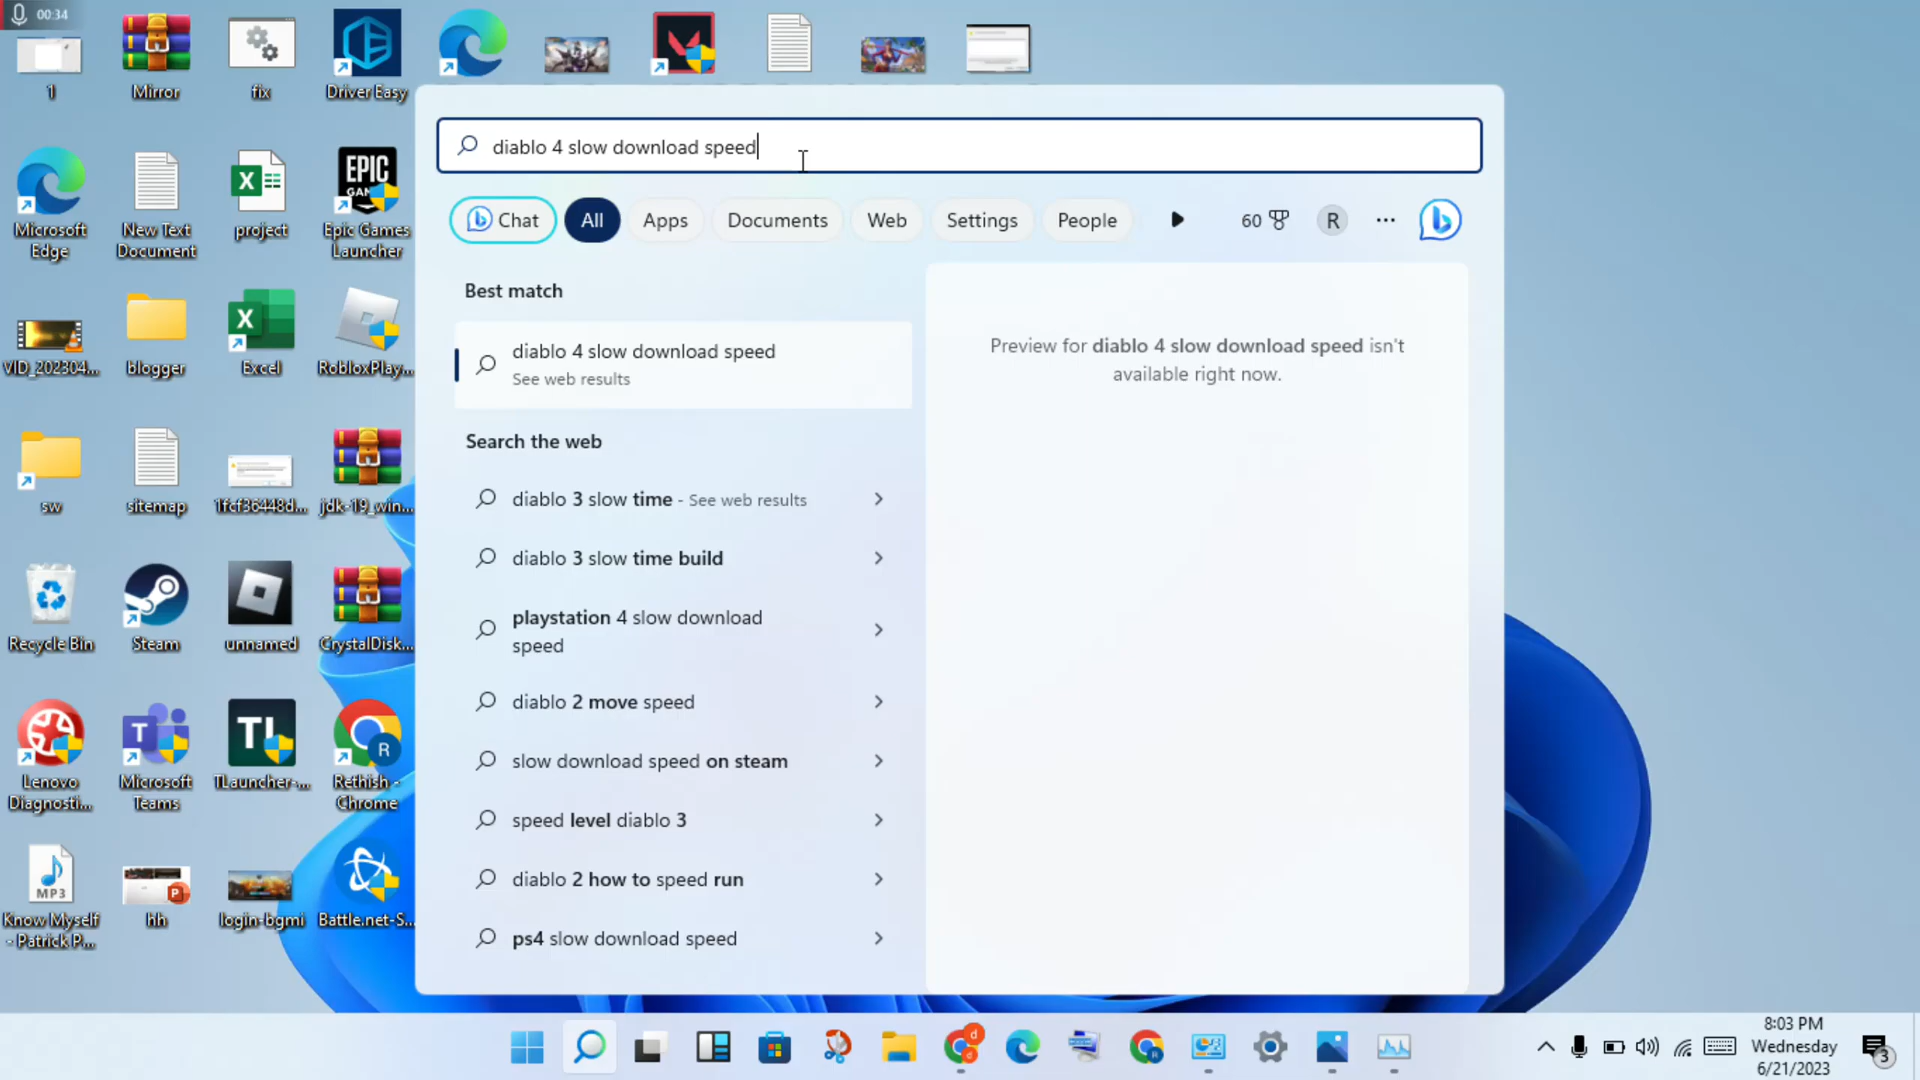 00:34
1
Mirror
fix
Driver Easy
diablo 4 slow download speed
Chat
All
Apps
Documents
Web
Settings
People
60
R
Microsoft
Edge
New Text
Document
project
EPIC
GAMES
Epic Games
Launcher
Best match
diablo 4 slow download speed
See web results
Preview for diablo 4 slow download speed isn't
available right now.
VID_202304...
blogger
Excel
RobloxPlay...
Search the web
diablo 3 slow time - See web results
diablo 3 slow time build
playstation 4 slow download
speed
diablo 2 move speed
slow download speed on steam
speed level diablo 3
diablo 2 how to speed run
ps4 slow download speed
sw
sitemap
1fcf36448d...
jdk-19_win...
Recycle Bin
Steam
unnamed
CrystalDisk...
TL
R
Lenovo
Diagnosti...
Microsoft
Teams
TLauncher-...
Rethish -
Chrome
MP3
Know Myself
- Patrick P...
hh
login-bgmi
Battle.net-S...
8:03 PM
Wednesday
6/21/2023
3